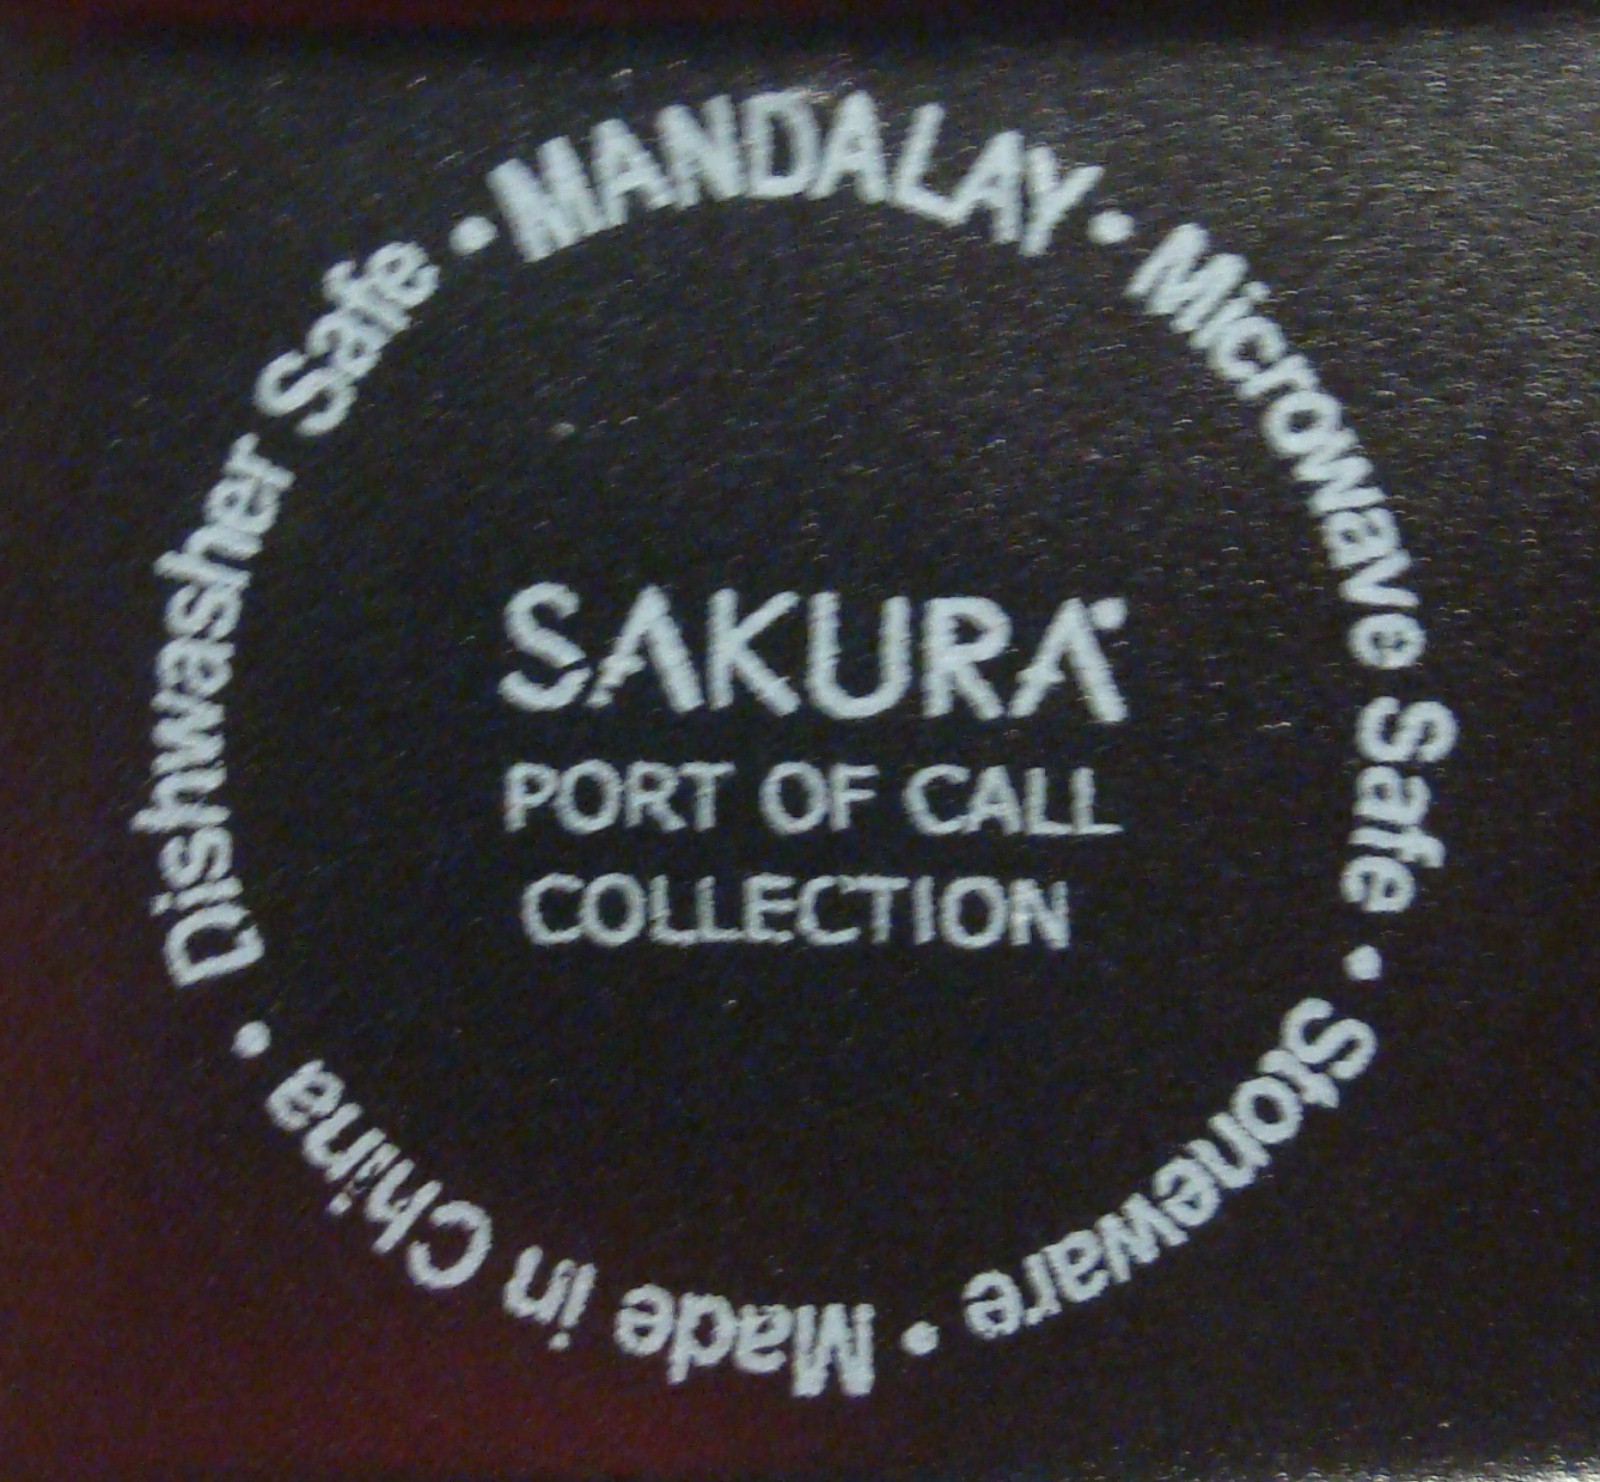 • MANDALAY • Microwave Safe • Stoneware • Made in China • Dishwasher Safe
SAKURA
PORT OF CALL
COLLECTION